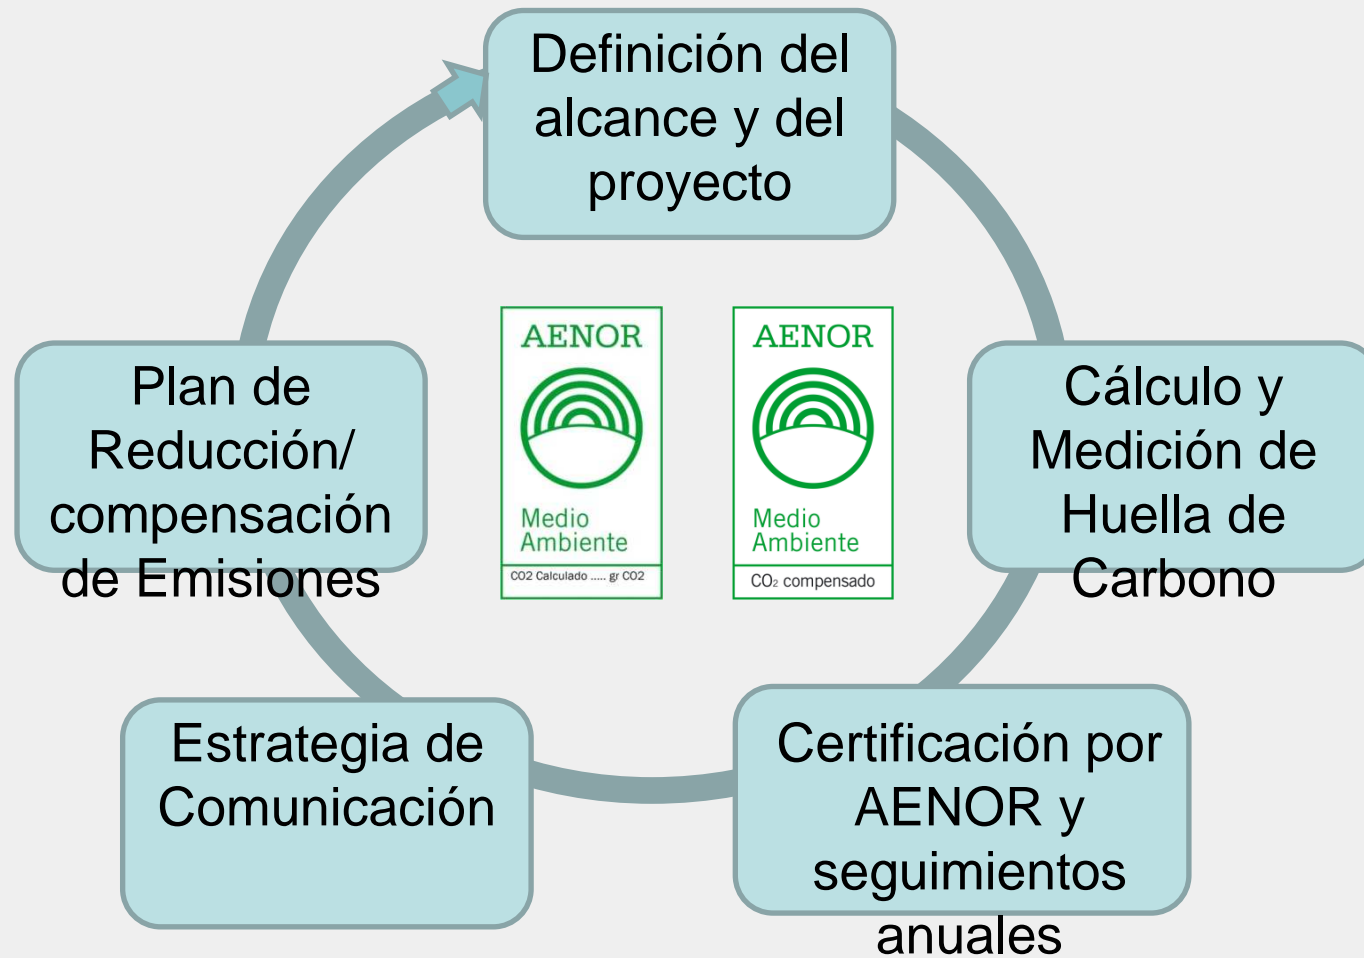 Definición del
alcance y del
proyecto
Cálculo y
Medición de
Huella de
Carbono
Certificación por
AENOR y
seguimientos
anuales
Estrategia de
Comunicación
Plan de
Reducción/
compensación
de Emisiones
AENOR
Medio
Ambiente
CO2 Calculado ..... gr CO2
AENOR
Medio
Ambiente
CO₂ compensado